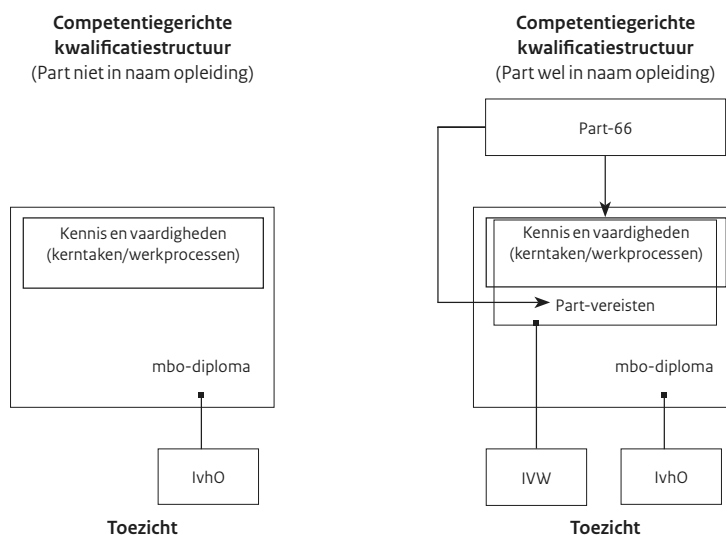 Competentiegerichte
kwalificatiestructuur
(Part niet in naam opleiding)
Kennis en vaardigheden
(kerntaken/werkprocessen)
mbo-diploma
IvhO
Toezicht
Competentiegerichte
kwalificatiestructuur
(Part wel in naam opleiding)
Part-66
Kennis en vaardigheden
(kerntaken/werkprocessen)
Part-vereisten
mbo-diploma
IVW
IvhO
Toezicht